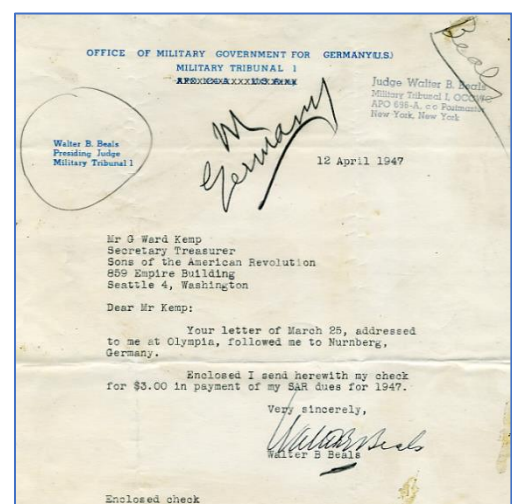 OFFICE OF MILITARY GOVERNMENT FOR GERMANY(U.S.)
MILITARY TRIBUNAL 1
Beals
Judge Walter B. Beals
Military Tribunal I, OCCWC
APO 696-A, c o Postmaster
New York, New York
in
Germany
Walter B. Beals
Presiding Judge
Military Tribunal 1
12 April 1947
Mr G Ward Kemp
Secretary Treasurer
Sons of the American Revolution
859 Empire Building
Seattle 4, Washington
Dear Mr Kemp:
Your letter of March 25, addressed
to me at Olympia, followed me to Nurnberg,
Germany.
Enclosed I send herewith my check
for $3.00 in payment of my SAR dues for 1947.
Very sincerely,
Walter B Beals
Walter B Beals
Enclosed check